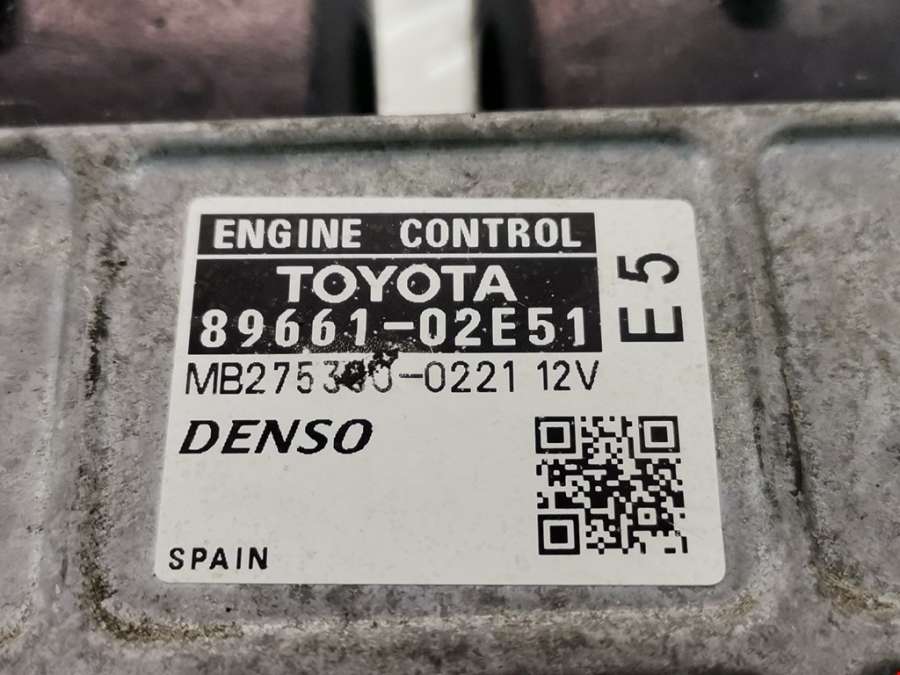 ENGINE CONTROL
TOYOTA
89661-02E51
E5
MB275300-0221 12V
DENSO
SPAIN